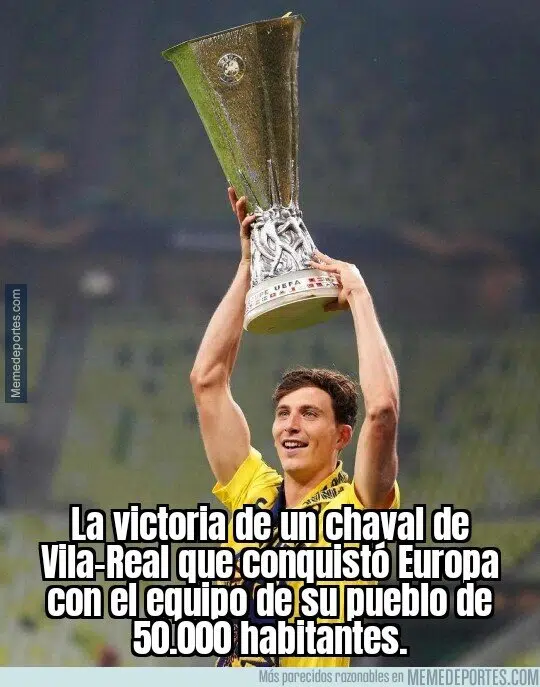 COUPE UEFA
Memedeportes.com
La victoria de un chaval de
Vila-Real que conquistó Europa
con el equipo de su pueblo de
50.000 habitantes.
Más parecidos razonables en MEMEDEPORTES.COM